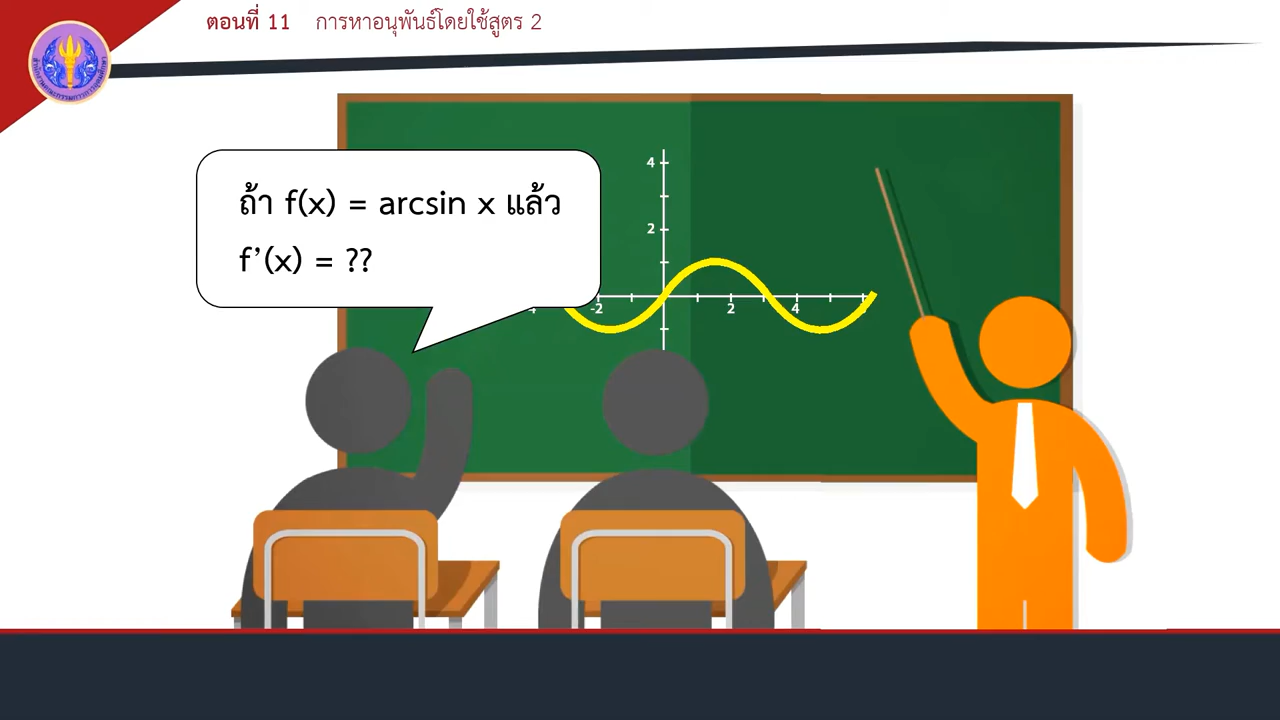 ตอนที่ 11 การหาอนุพันธ์โดยใช้สูตร 2
ถ้า f(x) = arcsin x แล้ว
f’(x) = ??
4
2
-2 2 4